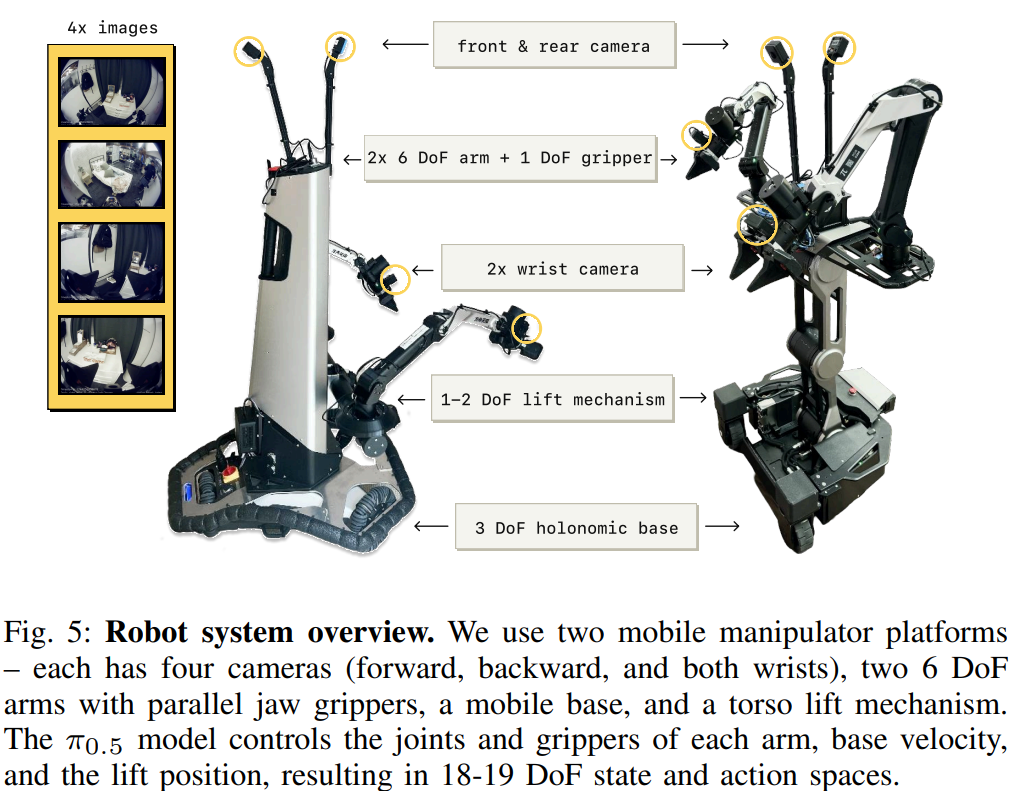 4x images
front & rear camera
2x 6 DoF arm + 1 DoF gripper
2x wrist camera
1–2 DoF lift mechanism
3 DoF holonomic base
Fig. 5: Robot system overview. We use two mobile manipulator platforms
– each has four cameras (forward, backward, and both wrists), two 6 DoF
arms with parallel jaw grippers, a mobile base, and a torso lift mechanism.
The π0.5 model controls the joints and grippers of each arm, base velocity,
and the lift position, resulting in 18-19 DoF state and action spaces.